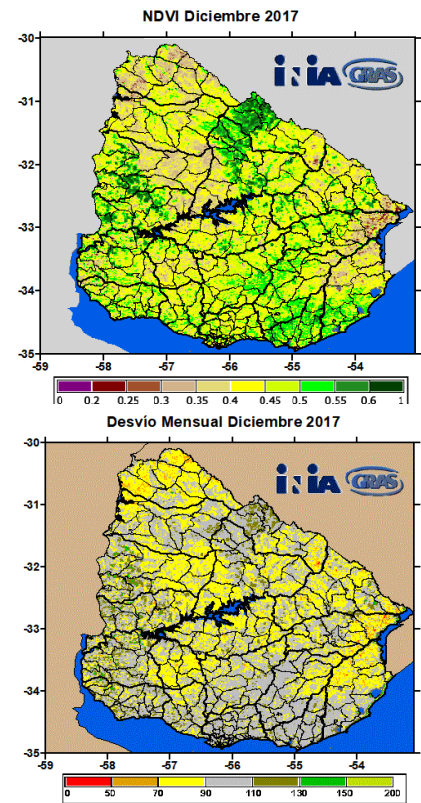 NDVI Diciembre 2017
-30
-31
-32
-33
-34
-35
-59 -58 -57 -56 -55 -54
iNiA GRAS
0 0.2 0.25 0.3 0.35 0.4 0.45 0.5 0.55 0.6 1
Desvío Mensual Diciembre 2017
-30
-31
-32
-33
-34
-35
-59 -58 -57 -56 -55 -54
iNiA GRAS
0 50 70 90 110 130 150 200